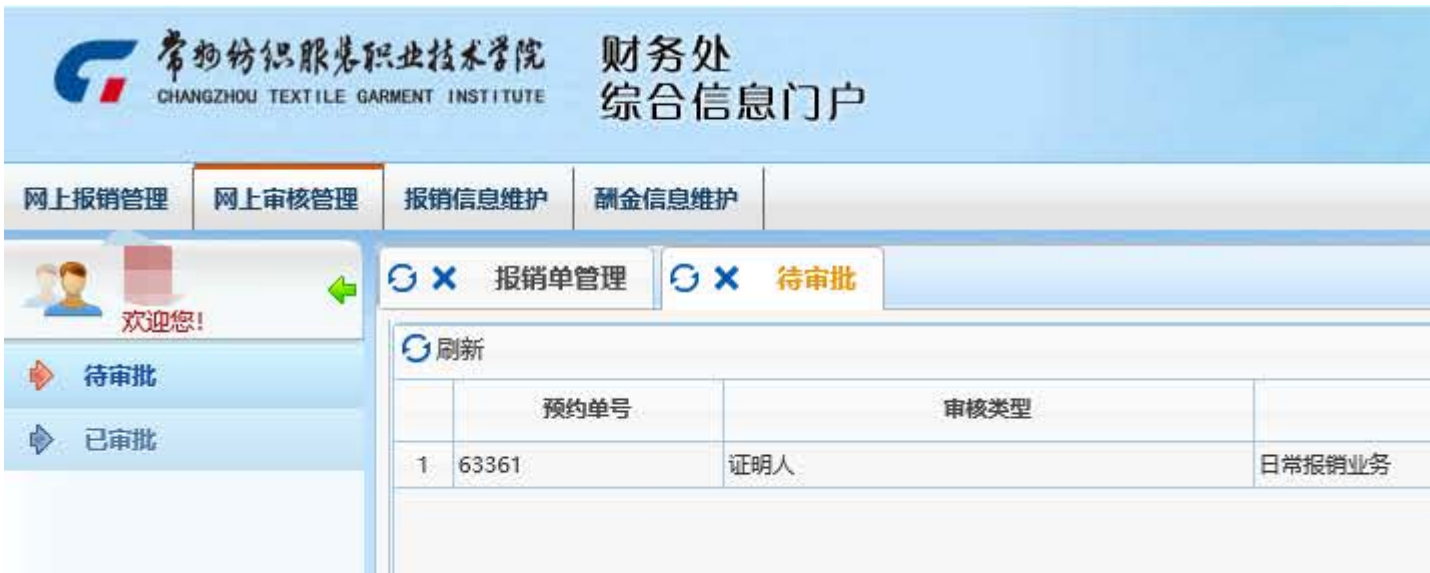 常州纺织服装职业技术学院
CHANGZHOU TEXTILE GARMENT INSTITUTE
财务处
综合信息门户
网上报销管理 网上审核管理 报销信息维护 酬金信息维护
欢迎您!
待审批
已审批
报销单管理 待审批
刷新
预约单号 审核类型
1 63361 证明人 日常报销业务